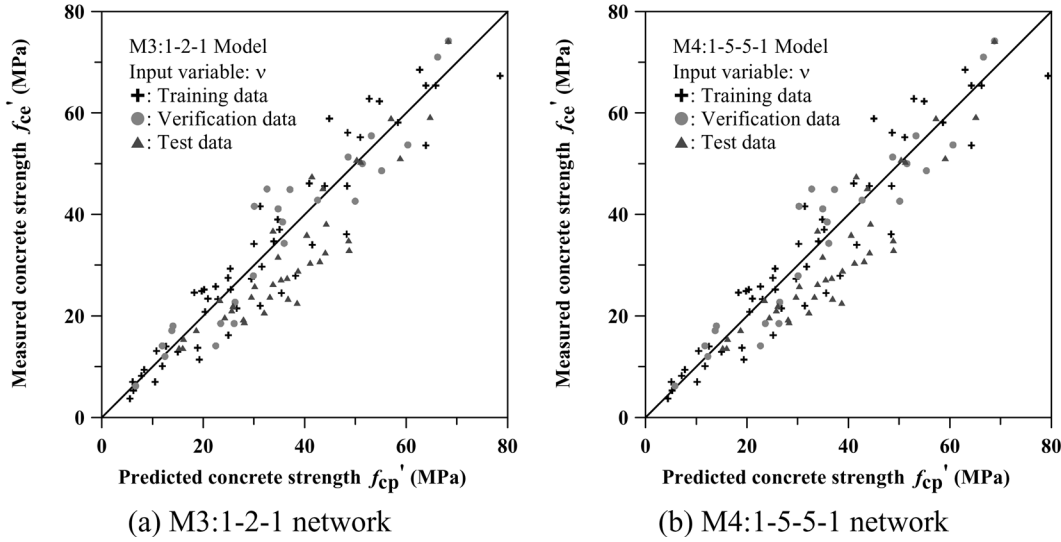 80
60
40
20
0
Measured concrete strength fce' (MPa)
M3:1-2-1 Model
Input variable: ν
+: Training data
●: Verification data
▲: Test data
0 20 40 60 80
Predicted concrete strength fcp' (MPa)
(a) M3:1-2-1 network
80
60
40
20
0
Measured concrete strength fce' (MPa)
M4:1-5-5-1 Model
Input variable: ν
+: Training data
●: Verification data
▲: Test data
0 20 40 60 80
Predicted concrete strength fcp' (MPa)
(b) M4:1-5-5-1 network